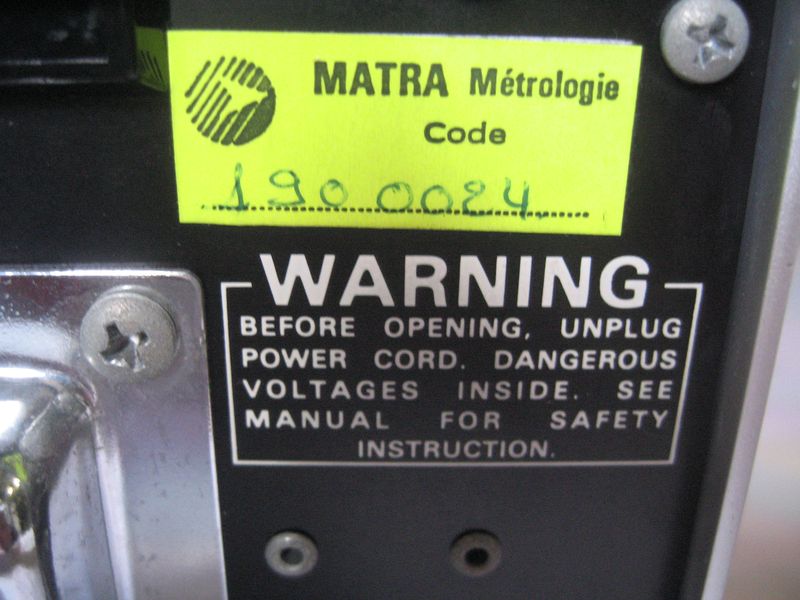 MATRA Métrologie
Code
190 0024
WARNING
BEFORE OPENING, UNPLUG
POWER CORD. DANGEROUS
VOLTAGES INSIDE. SEE
MANUAL FOR SAFETY
INSTRUCTION.